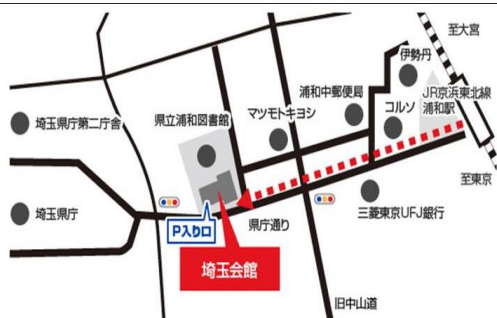 至大宮
伊勢丹
JR京浜東北線
浦和駅
浦和中郵便局
コルソ
マツモトキヨシ
県立浦和図書館
埼玉県庁第二庁舎
至東京
埼玉県庁
三菱東京UFJ銀行
県庁通り
P入り口
埼玉会館
旧中山道